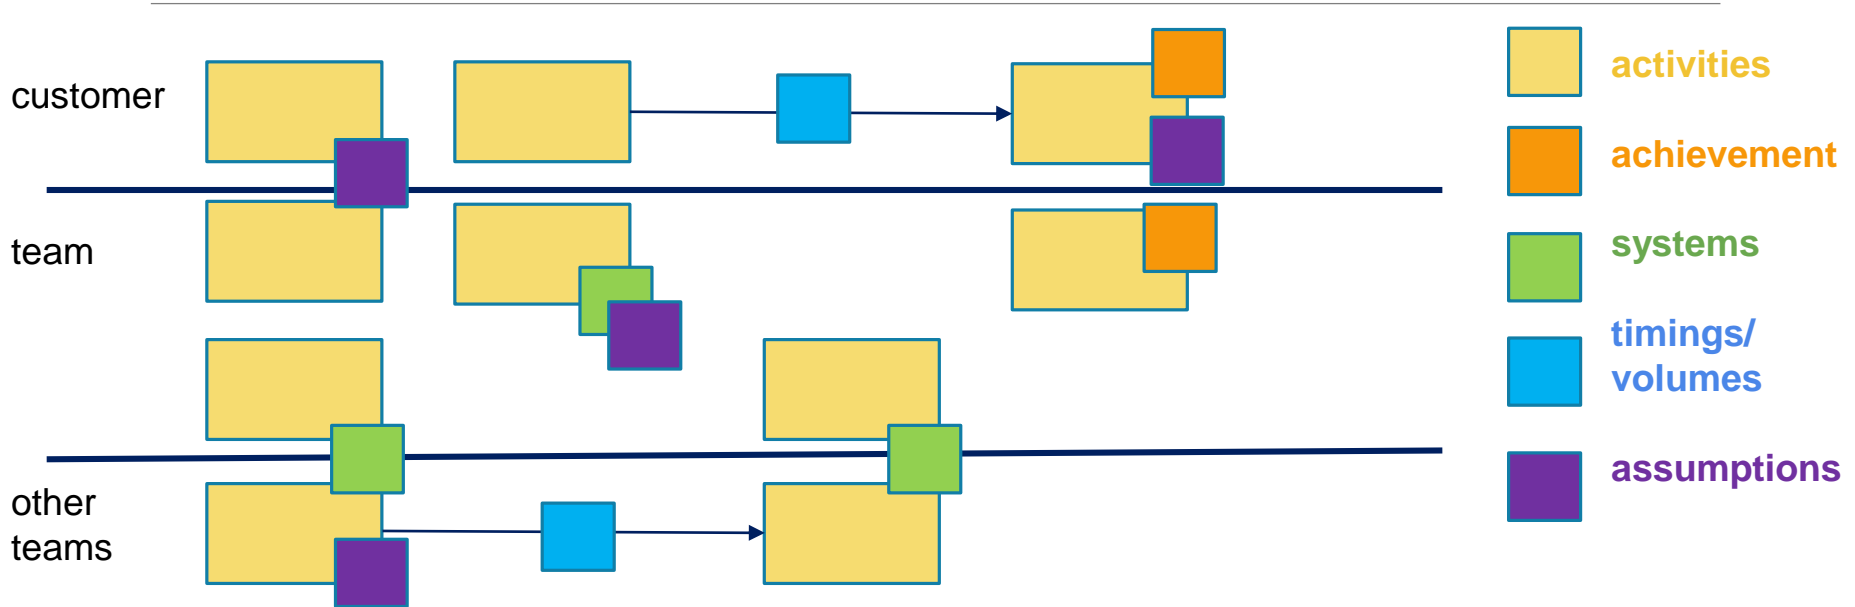 customer
team
other
teams
activities
achievement
systems
timings/
volumes
assumptions